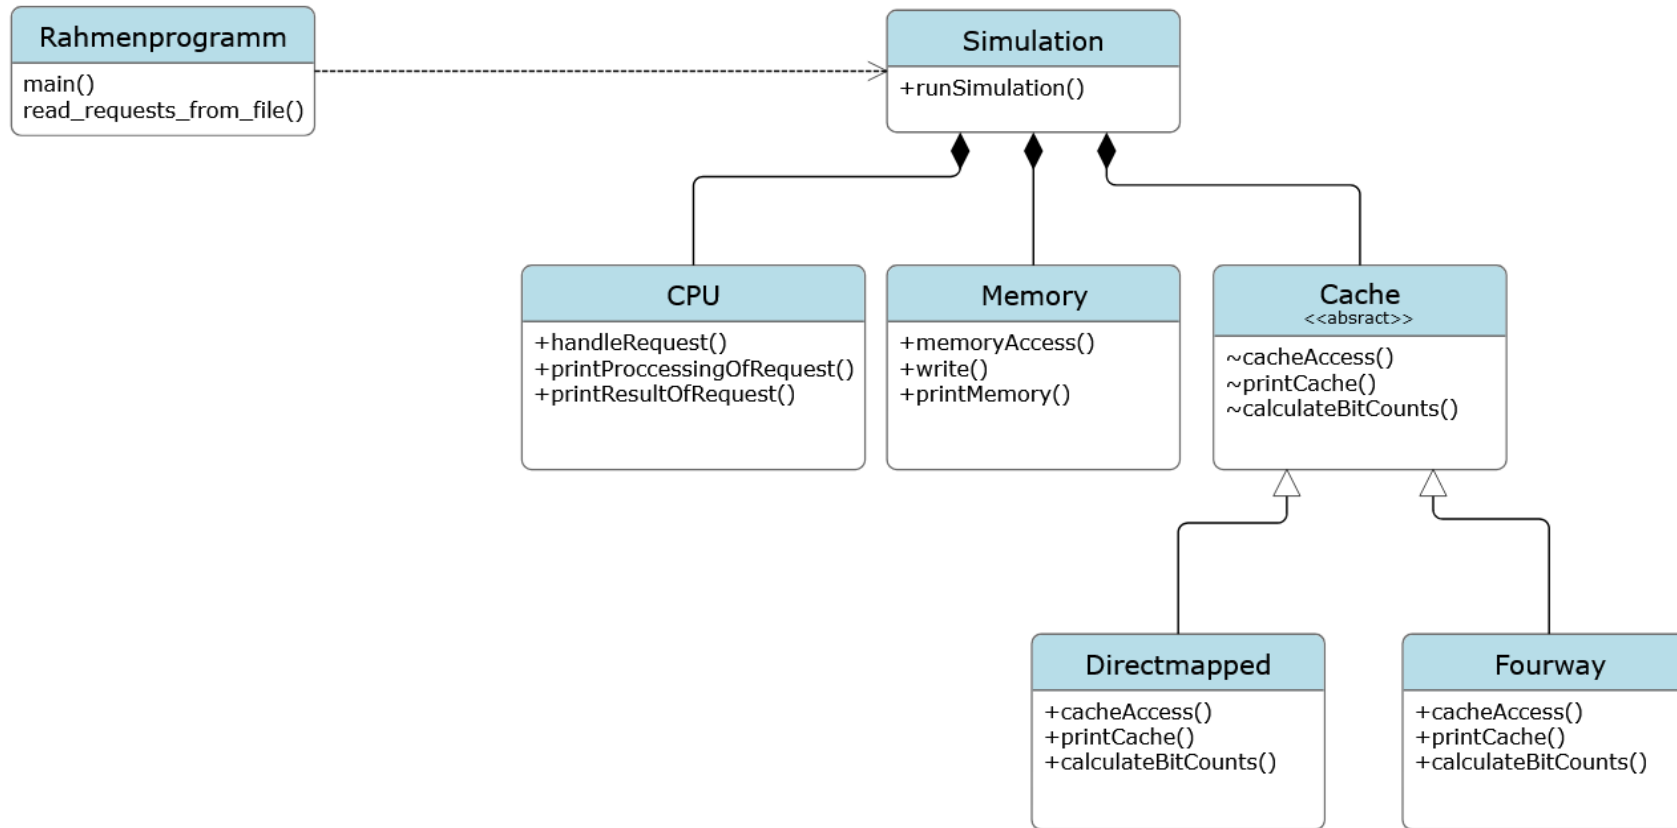 Rahmenprogramm
main()
read_requests_from_file()
Simulation
+runSimulation()
CPU
+handleRequest()
+printProccessingOfRequest()
+printResultOfRequest()
Memory
+memoryAccess()
+write()
+printMemory()
Cache
<<absract>>
~cacheAccess()
~printCache()
~calculateBitCounts()
Directmapped
+cacheAccess()
+printCache()
+calculateBitCounts()
Fourway
+cacheAccess()
+printCache()
+calculateBitCounts()